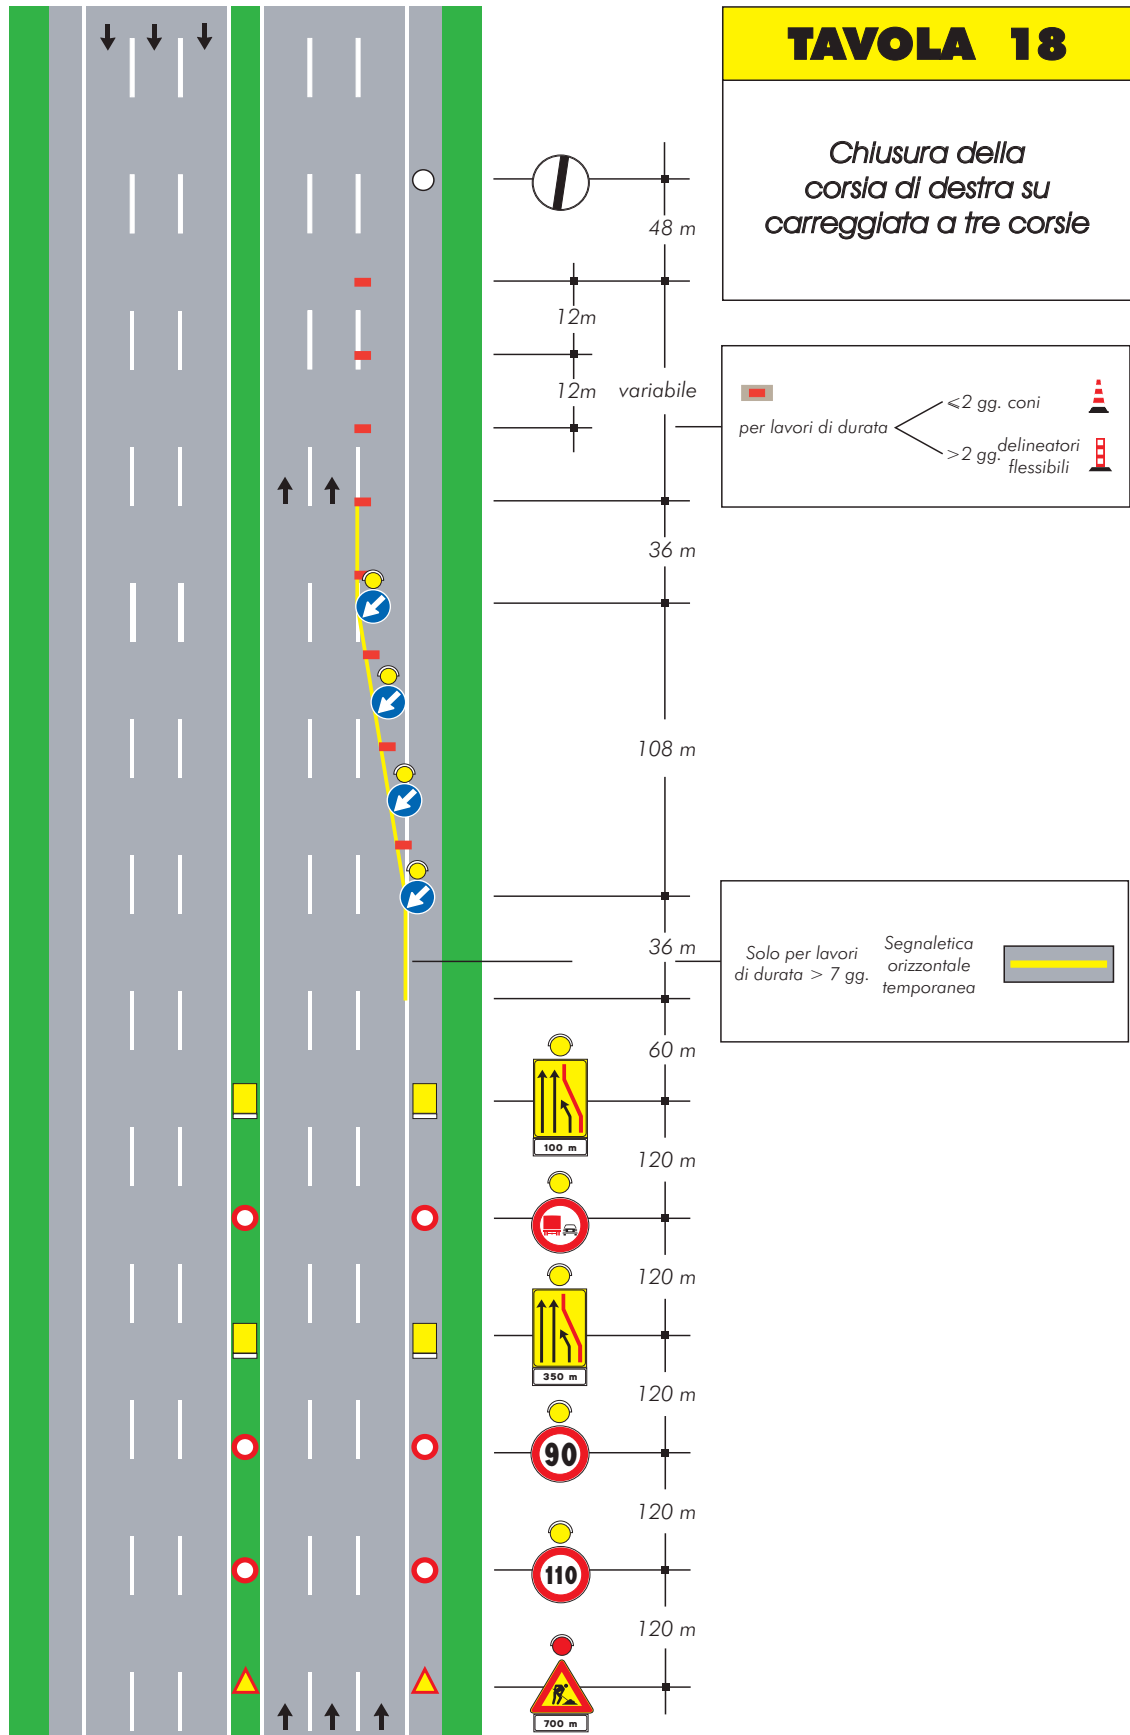 TAVOLA 18
Chiusura della
corsia di destra su
carreggiata a tre corsie
48 m
12m
12m
variabile
per lavori di durata
⩽2 gg. coni
>2 gg. delineatori
flessibili
36 m
108 m
36 m
Solo per lavori
di durata > 7 gg.
Segnaletica
orizzontale
temporanea
60 m
100 m
120 m
120 m
350 m
120 m
90
120 m
110
120 m
700 m